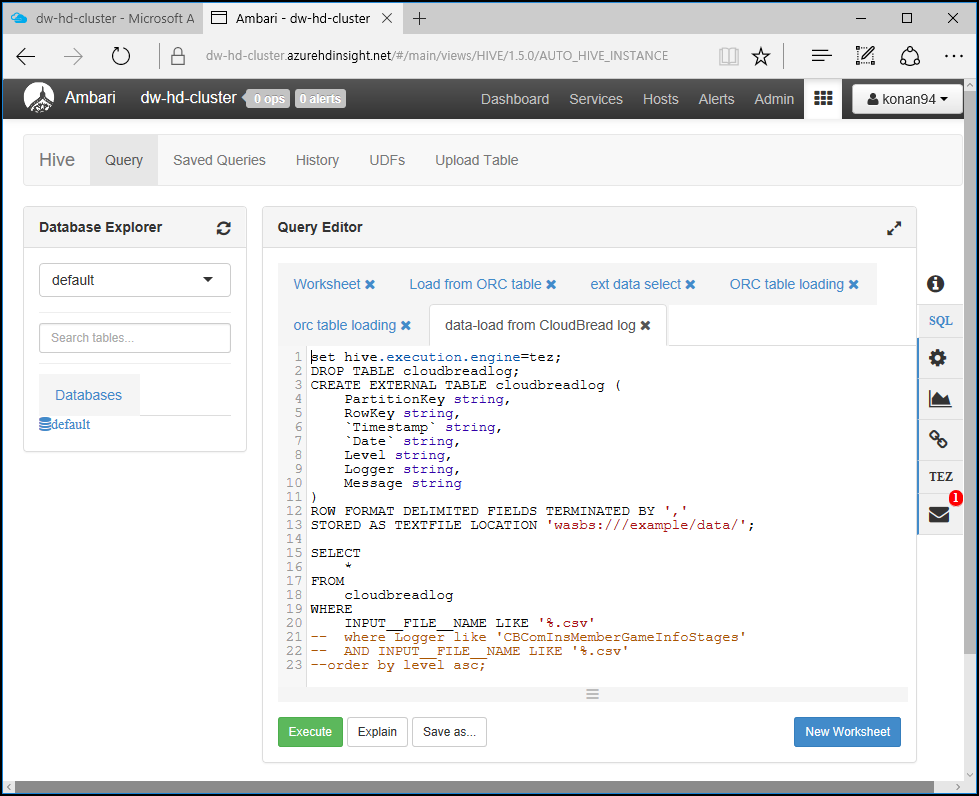 dw-hd-cluster - Microsoft A
Ambari - dw-hd-cluster
dw-hd-cluster.azurehdinsight.net/#/main/views/HIVE/1.5.0/AUTO_HIVE_INSTANCE
Ambari dw-hd-cluster 0 ops 0 alerts Dashboard Services Hosts Alerts Admin konan94
Hive Query Saved Queries History UDFs Upload Table
Database Explorer
default
Search tables...
Databases
default
Query Editor
Worksheet Load from ORC table ext data select ORC table loading
orc table loading data-load from CloudBread log
1 set hive.execution.engine=tez;
2 DROP TABLE cloudbreadlog;
3 CREATE EXTERNAL TABLE cloudbreadlog (
4     PartitionKey string,
5     RowKey string,
6     `Timestamp` string,
7     `Date` string,
8     Level string,
9     Logger string,
10     Message string
11 )
12 ROW FORMAT DELIMITED FIELDS TERMINATED BY ','
13 STORED AS TEXTFILE LOCATION 'wasbs:///example/data/';
14
15 SELECT
16     *
17 FROM
18     cloudbreadlog
19 WHERE
20     INPUT__FILE__NAME LIKE '%.csv'
21 --  where Logger like 'CBComInsMemberGameInfoStages'
22 --  AND INPUT__FILE__NAME LIKE '%.csv'
23 --order by level asc;
Execute Explain Save as... New Worksheet
SQL
TEZ
1